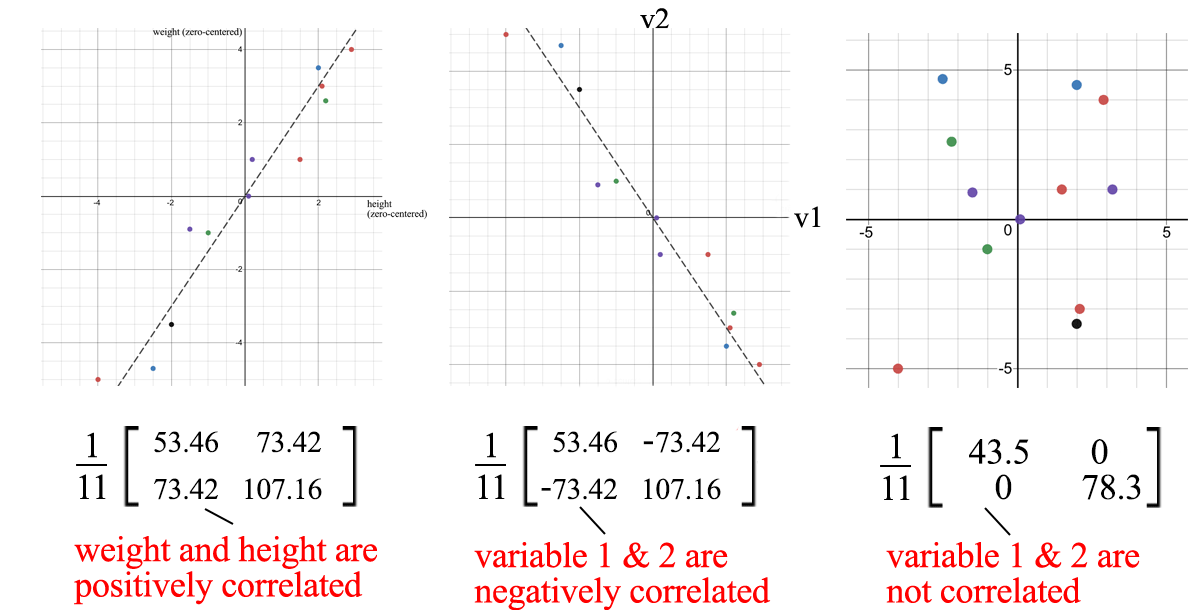 weight (zero-centered)
4
2
-4
-2
0
2
height
(zero-centered)
-2
-4
v2
0
v1
5
-5
0
5
-5
1
11
53.46 73.42
73.42 107.16
weight and height are
positively correlated
1
11
53.46 -73.42
-73.42 107.16
variable 1 & 2 are
negatively correlated
1
11
43.5 0
0 78.3
variable 1 & 2 are
not correlated